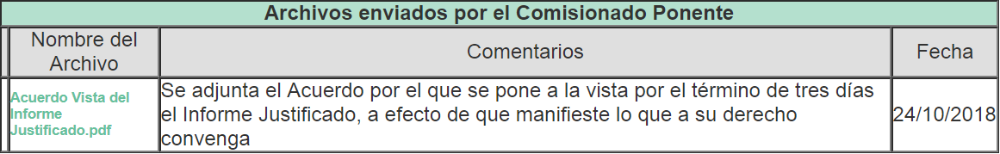 Archivos enviados por el Comisionado Ponente
Nombre del
Archivo
Comentarios
Fecha
Acuerdo Vista del
Informe
Justificado.pdf
Se adjunta el Acuerdo por el que se pone a la vista por el término de tres días
el Informe Justificado, a efecto de que manifieste lo que a su derecho
convenga
24/10/2018